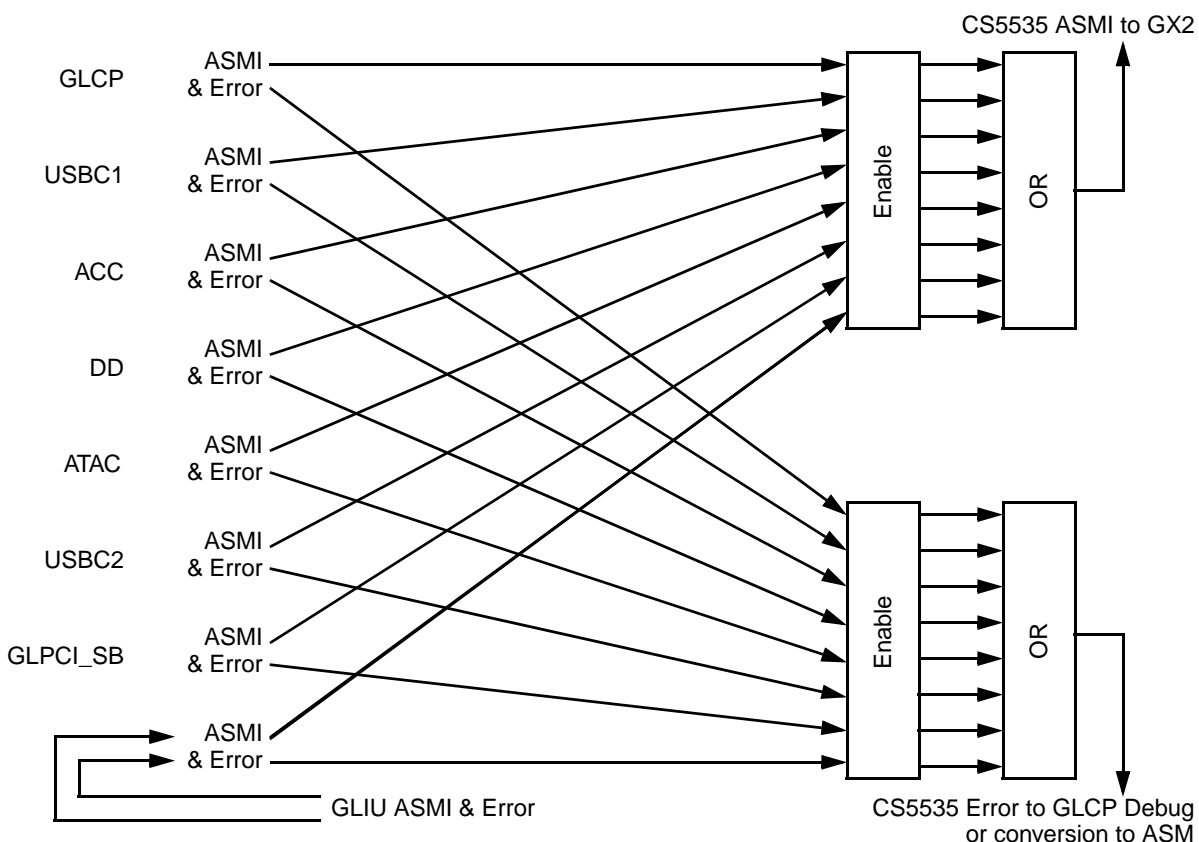 CS5535 ASMI to GX2
GLCP
ASMI
& Error
USBC1
ASMI
& Error
ACC
ASMI
& Error
DD
ASMI
& Error
ATAC
ASMI
& Error
USBC2
ASMI
& Error
GLPCI_SB
ASMI
& Error
ASMI
& Error
GLIU ASMI & Error
Enable
OR
Enable
OR
CS5535 Error to GLCP Debug
or conversion to ASM